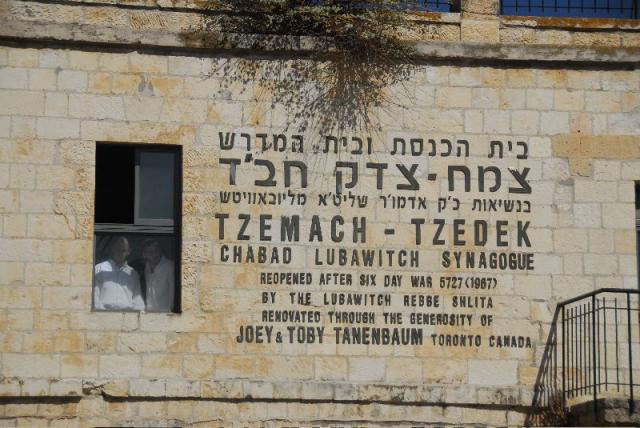 בית הכנסת ובית המדרש
צמח-צדק חב"ד
בנשיאות כ"ק אדמו"ר שליט"א מליובאוויטש
TZEMACH - TZEDEK
CHABAD LUBAWITCH SYNAGOGUE
REOPENED AFTER SIX DAY WAR 5727 (1967)
BY THE LUBAWITCH REBBE SHLITA
RENOVATED THROUGH THE GENEROSITY OF
JOEY & TOBY TANENBAUM TORONTO CANADA